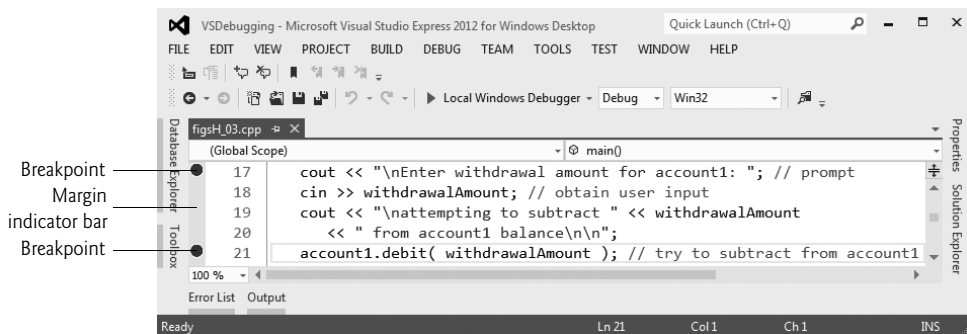 VSDebugging - Microsoft Visual Studio Express 2012 for Windows Desktop
Quick Launch (Ctrl+Q)
FILE EDIT VIEW PROJECT BUILD DEBUG TEAM TOOLS TEST WINDOW HELP
Local Windows Debugger Debug Win32
Database Explorer
Toolbox
figsH_03.cpp
(Global Scope) main()
Breakpoint
Margin
indicator bar
Breakpoint
17 cout << "\nEnter withdrawal amount for account1: "; // prompt
18 cin >> withdrawalAmount; // obtain user input
19 cout << "\nattempting to subtract " << withdrawalAmount
20 << " from account1 balance\n\n";
21 account1.debit( withdrawalAmount ); // try to subtract from account1
Properties
Solution Explorer
100 %
Error List Output
Ready Ln 21 Col 1 Ch 1 INS